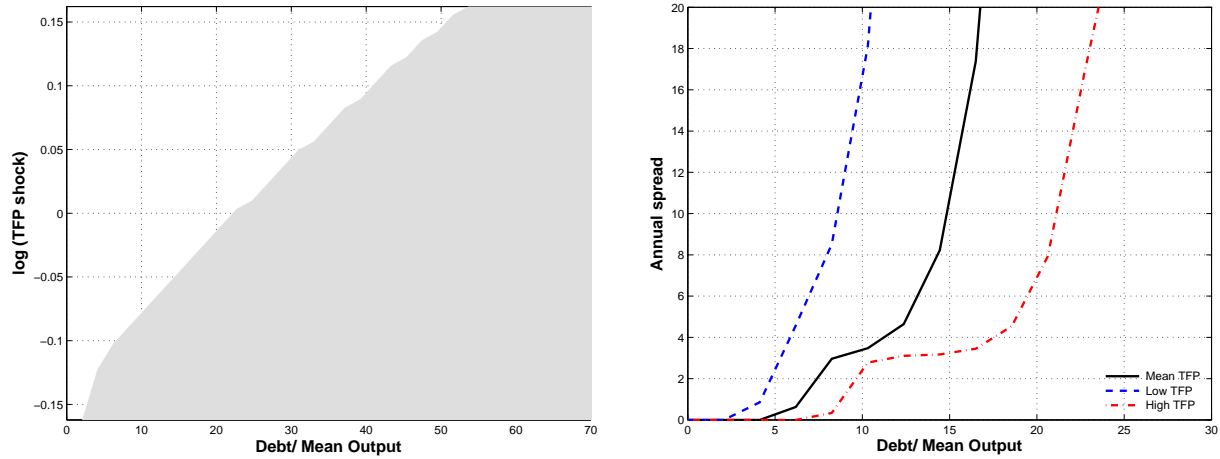 0.15
0.1
0.05
0
−0.05
−0.1
−0.15
log (TFP shock)
0 10 20 30 40 50 60 70
Debt/ Mean Output
20
18
16
14
12
10
8
6
4
2
0
Annual spread
0 5 10 15 20 25 30
Debt/ Mean Output
Mean TFP
Low TFP
High TFP